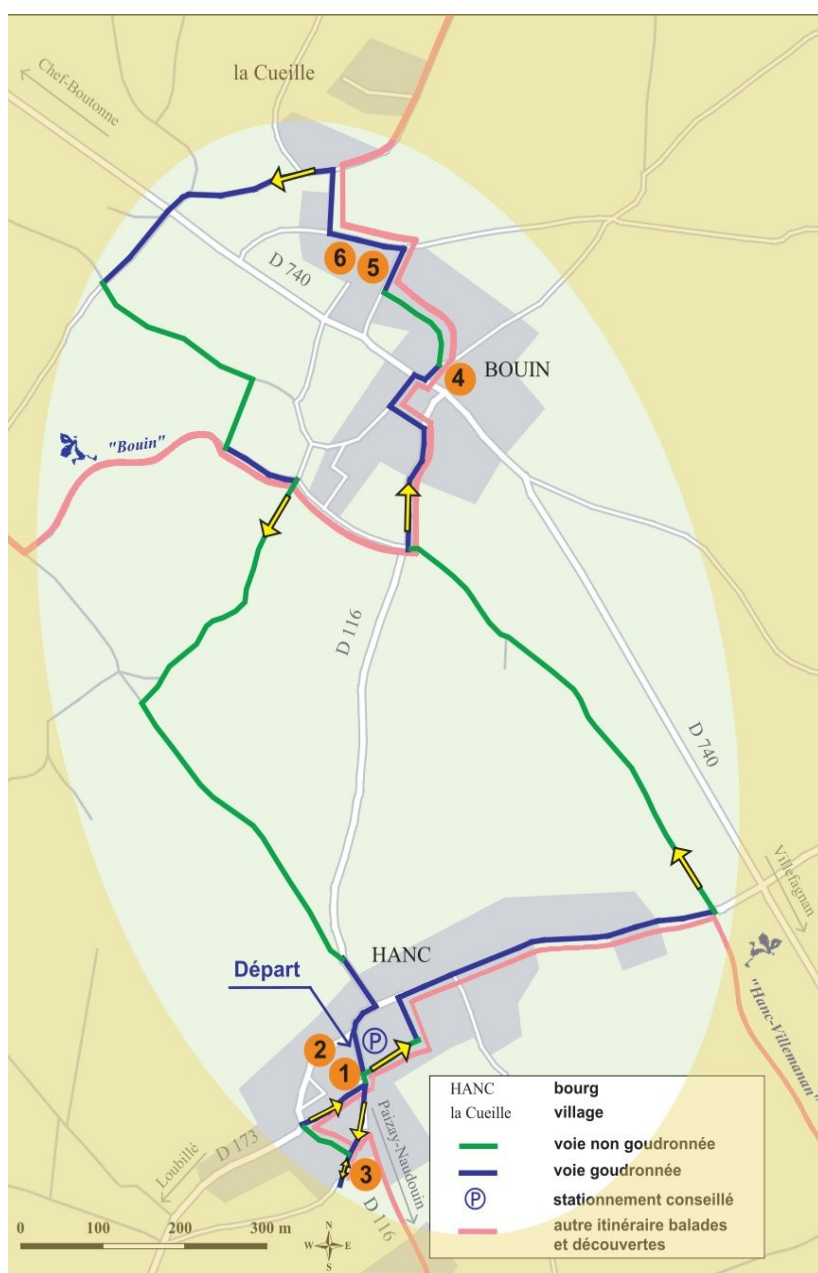 la Cueille
Chef-Boutonne
D 740
6
5
4
BOUIN
"Bouin"
D 116
D 740
Villefagnan
HANC
Départ
"Hanc-Villemanan"
P
2
1
Paizay-Naudouin
Loubillé
D 173
3
D 116
HANC bourg
la Cueille village
voie non goudronnée
voie goudronnée
P stationnement conseillé
autre itinéraire balades
et découvertes
0 100 200 300 m
N
W E
S